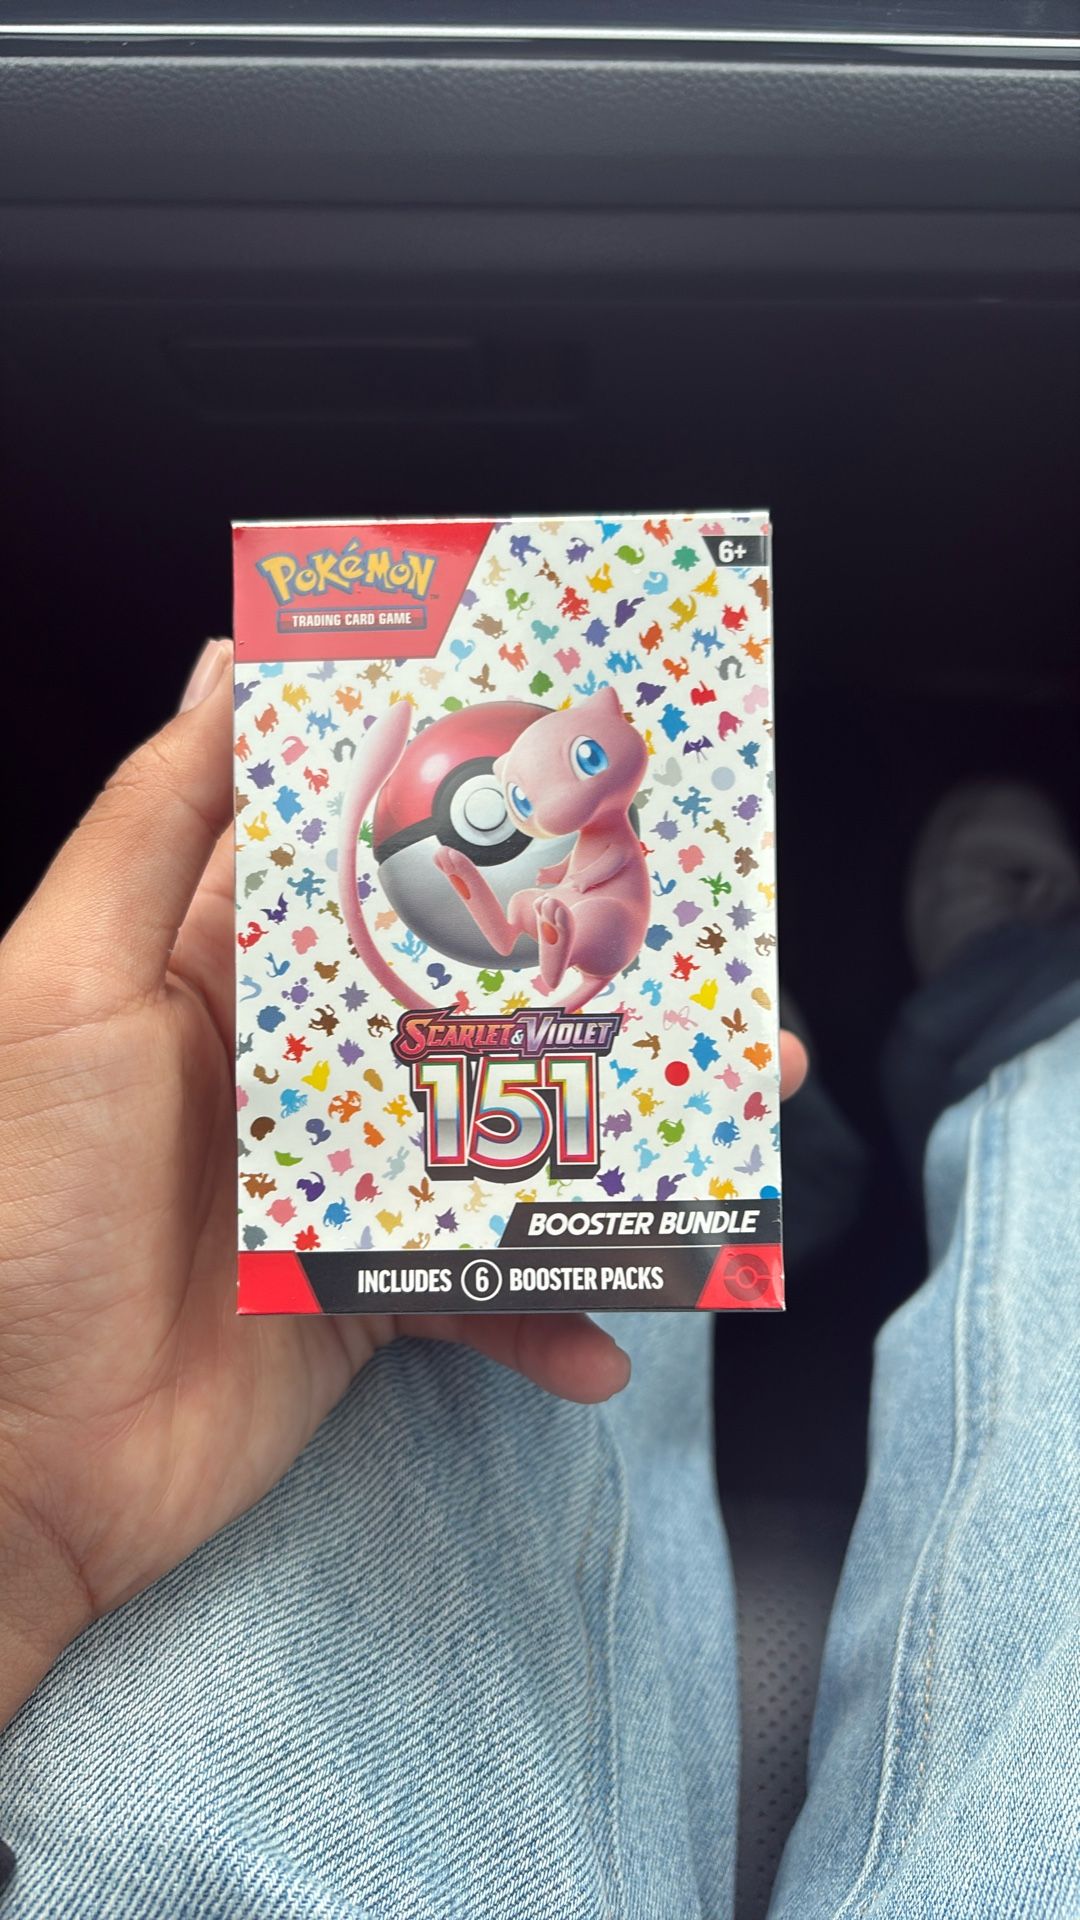 POKéMON
TRADING CARD GAME
6+
SCARLET & VIOLET
151
BOOSTER BUNDLE
INCLUDES 6 BOOSTER PACKS